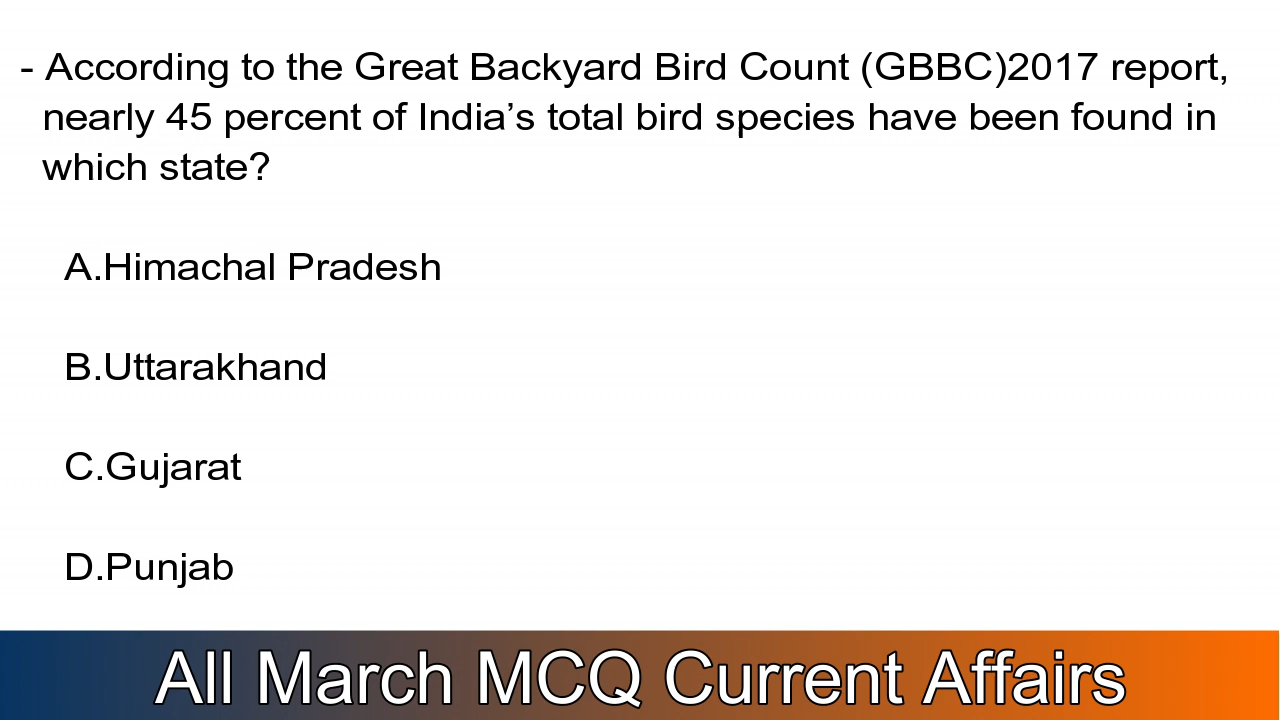 - According to the Great Backyard Bird Count (GBBC)2017 report,
nearly 45 percent of India’s total bird species have been found in
which state?
A.Himachal Pradesh
B.Uttarakhand
C.Gujarat
D.Punjab
All March MCQ Current Affairs